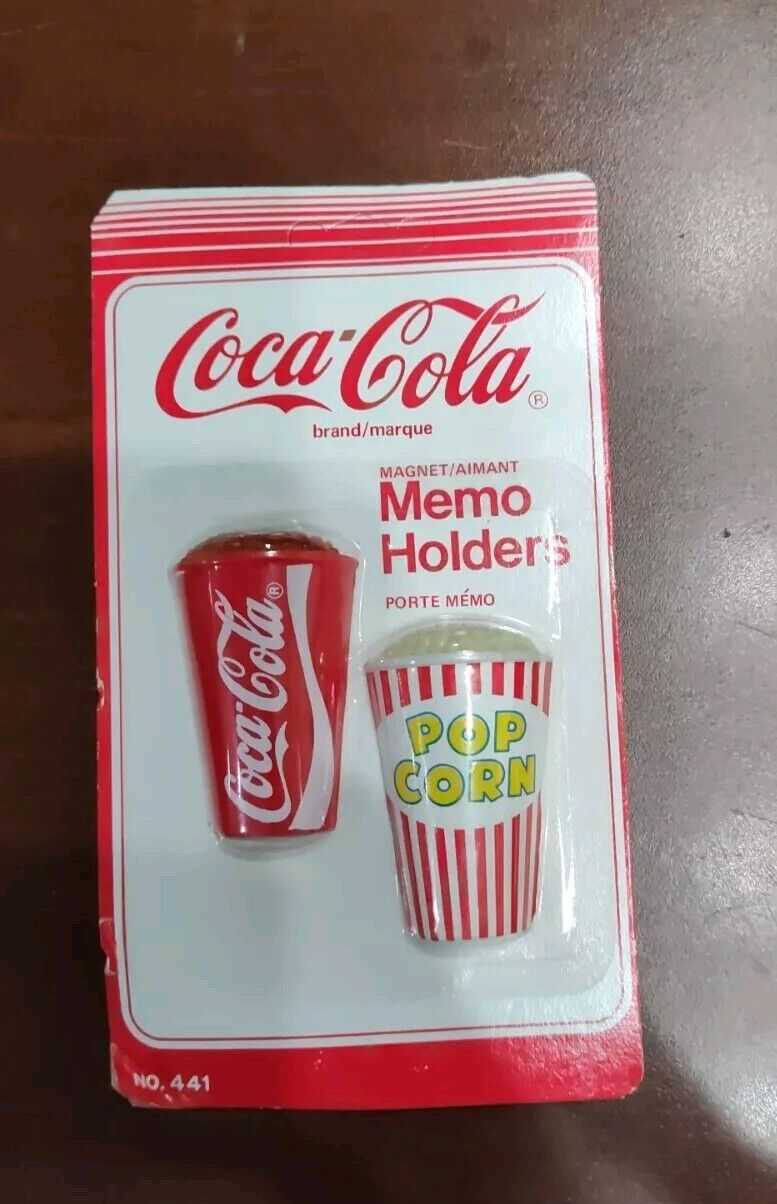 Coca-Cola®
brand/marque
MAGNET/AIMANT
Memo
Holders
PORTE MÉMO
Coca-Cola®
POP
CORN
NO. 441